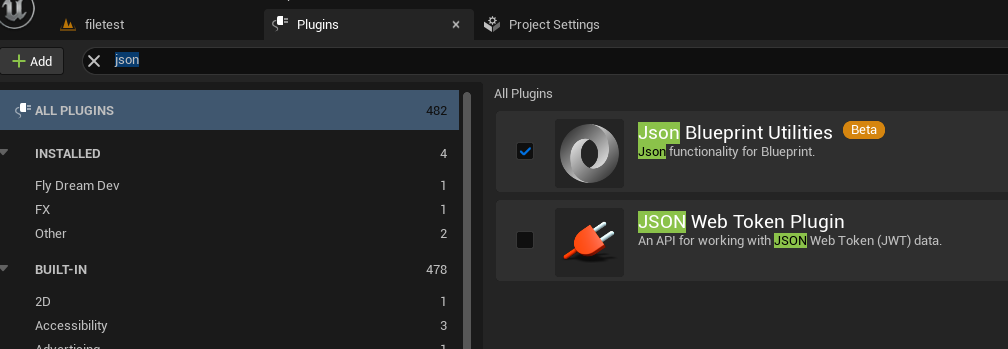 filetest
Plugins
Project Settings
Add
json
ALL PLUGINS 482
INSTALLED 4
Fly Dream Dev 1
FX 1
Other 2
BUILT-IN 478
2D 1
Accessibility 3
Advertising 1
All Plugins
Json Blueprint Utilities Beta
Json functionality for Blueprint.
JSON Web Token Plugin
An API for working with JSON Web Token (JWT) data.